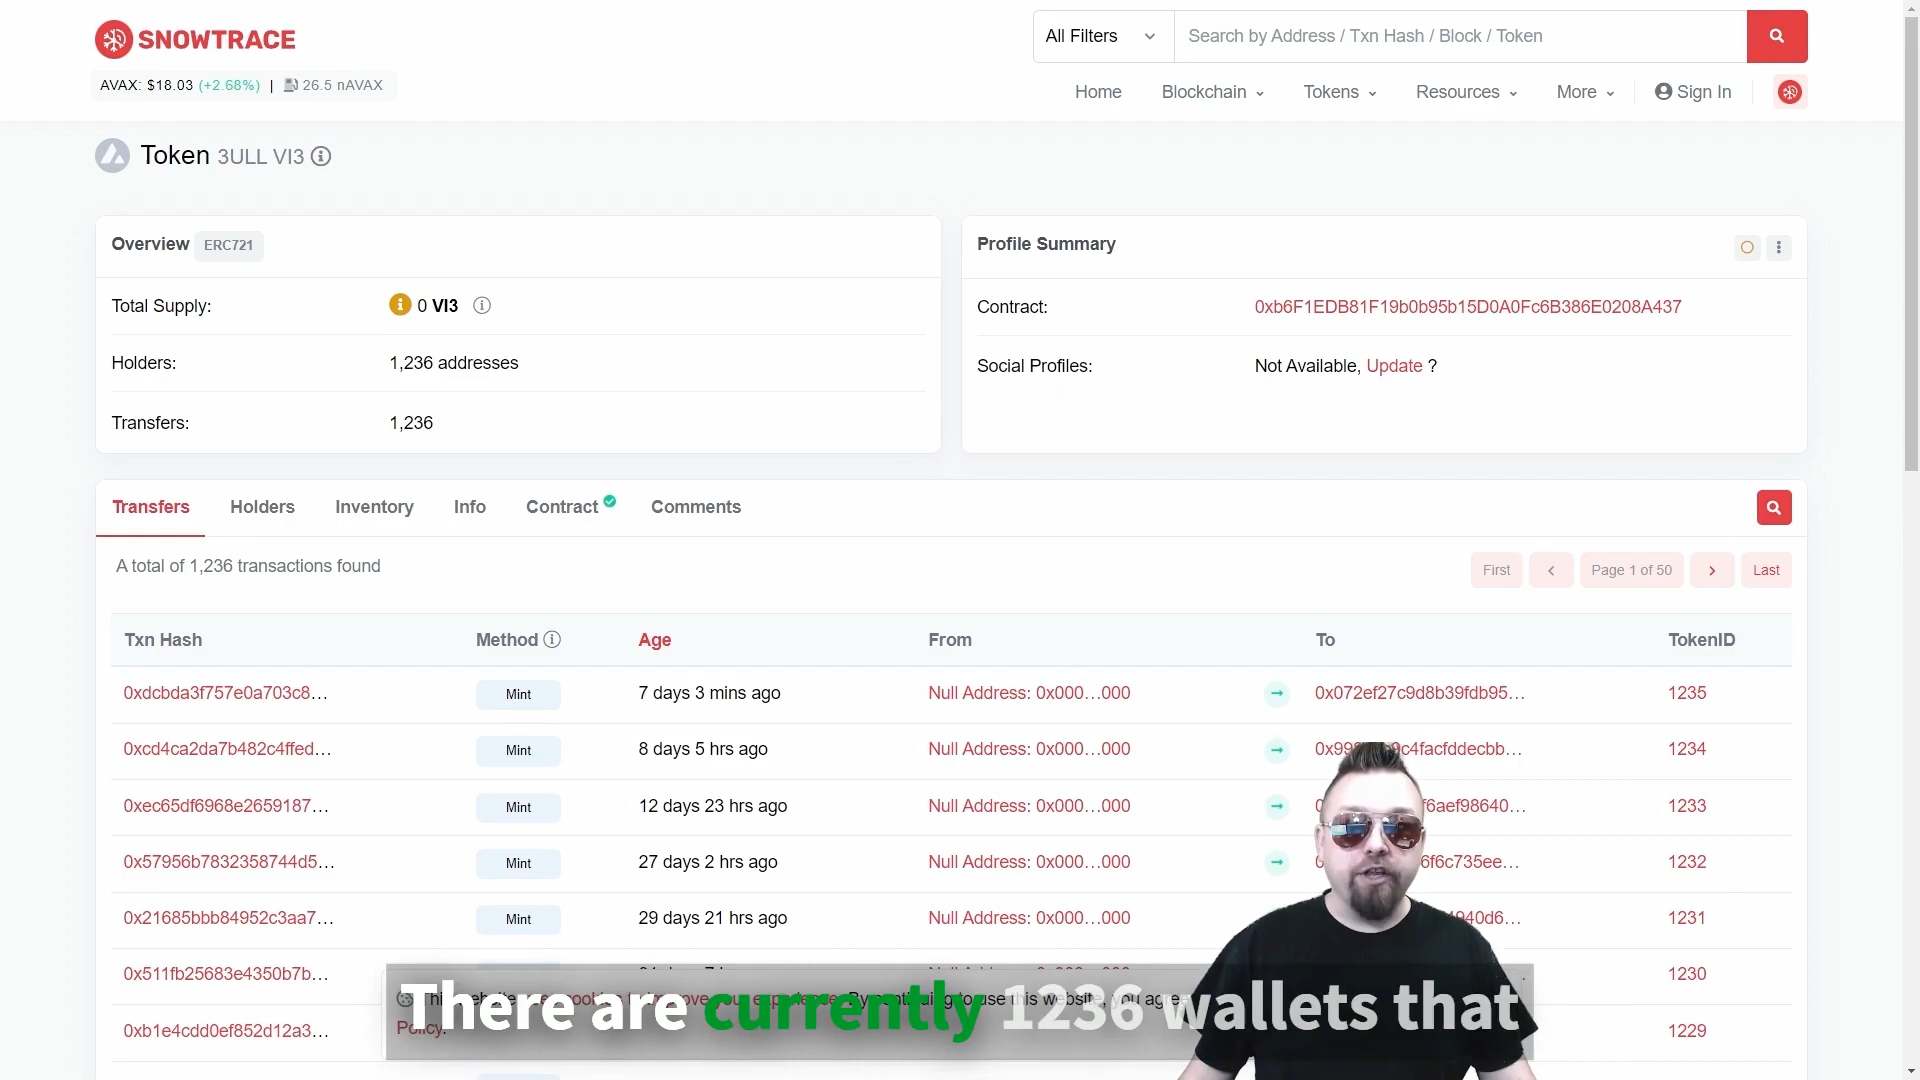 SNOWTRACE
All Filters
Search by Address / Txn Hash / Block / Token
AVAX: $18.03 (+2.68%) | 26.5 nAVAX
Home Blockchain Tokens Resources More Sign In
Token 3ULL VI3
Overview ERC721
Total Supply: 0 VI3
Holders: 1,236 addresses
Transfers: 1,236
Profile Summary
Contract: 0xb6F1EDB81F19b0b95b15D0A0Fc6B386E0208A437
Social Profiles: Not Available, Update ?
Transfers Holders Inventory Info Contract Comments
A total of 1,236 transactions found
First Page 1 of 50 Last
Txn Hash Method Age From To TokenID
0xdcbda3f757e0a703c8... Mint 7 days 3 mins ago Null Address: 0x000...000 0x072ef27c9d8b39fdb95... 1235
0xcd4ca2da7b482c4ffed... Mint 8 days 5 hrs ago Null Address: 0x000...000 1234
0xec65df6968e2659187... Mint 12 days 23 hrs ago Null Address: 0x000...000 1233
0x57956b7832358744d5... Mint 27 days 2 hrs ago Null Address: 0x000...000 1232
0x21685bbb84952c3aa7... Mint 29 days 21 hrs ago Null Address: 0x000...000 1231
0x511fb25683e4350b7b... 1230
0xb1e4cdd0ef852d12a3... 1229
There are currently 1236 wallets that
Policy.